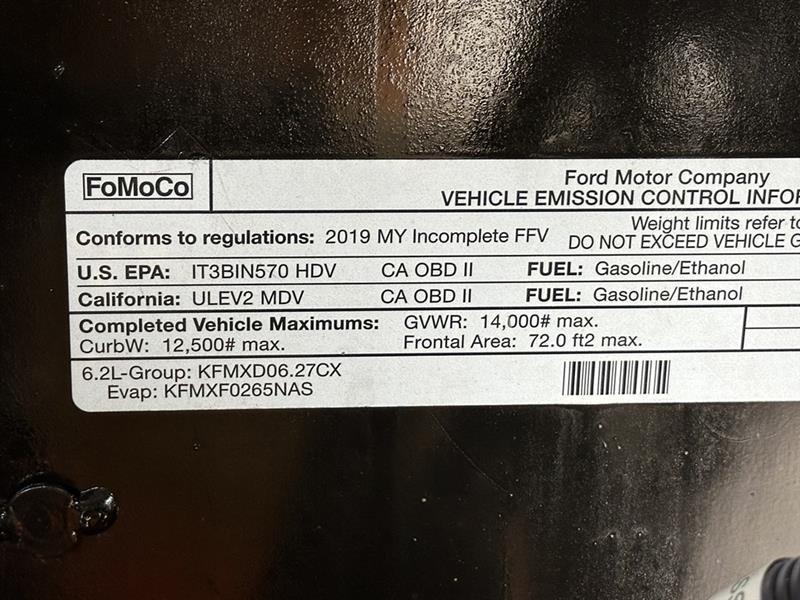 FoMoCo
Ford Motor Company
VEHICLE EMISSION CONTROL
Conforms to regulations: 2019 MY Incomplete FFV
Weight limits refer to
DO NOT EXCEED VEHICLE
U.S. EPA: IT3BIN570 HDV CA OBD II FUEL: Gasoline/Ethanol
California: ULEV2 MDV CA OBD II FUEL: Gasoline/Ethanol
Completed Vehicle Maximums: GVWR: 14,000# max.
CurbW: 12,500# max. Frontal Area: 72.0 ft2 max.
6.2L-Group: KFMXD06.27CX
Evap: KFMXF0265NAS